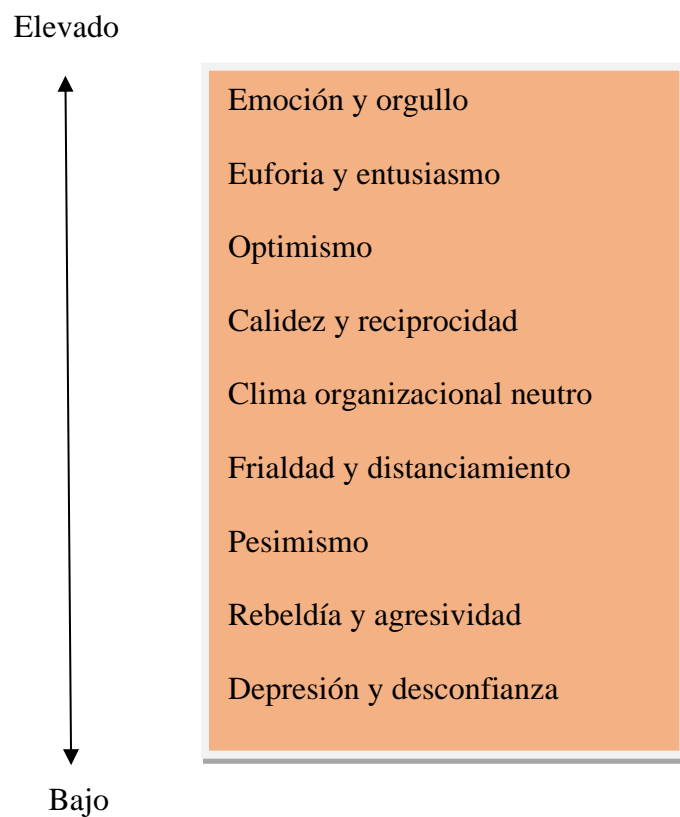 Elevado
Emoción y orgullo
Euforia y entusiasmo
Optimismo
Calidez y reciprocidad
Clima organizacional neutro
Frialdad y distanciamiento
Pesimismo
Rebeldía y agresividad
Depresión y desconfianza
Bajo